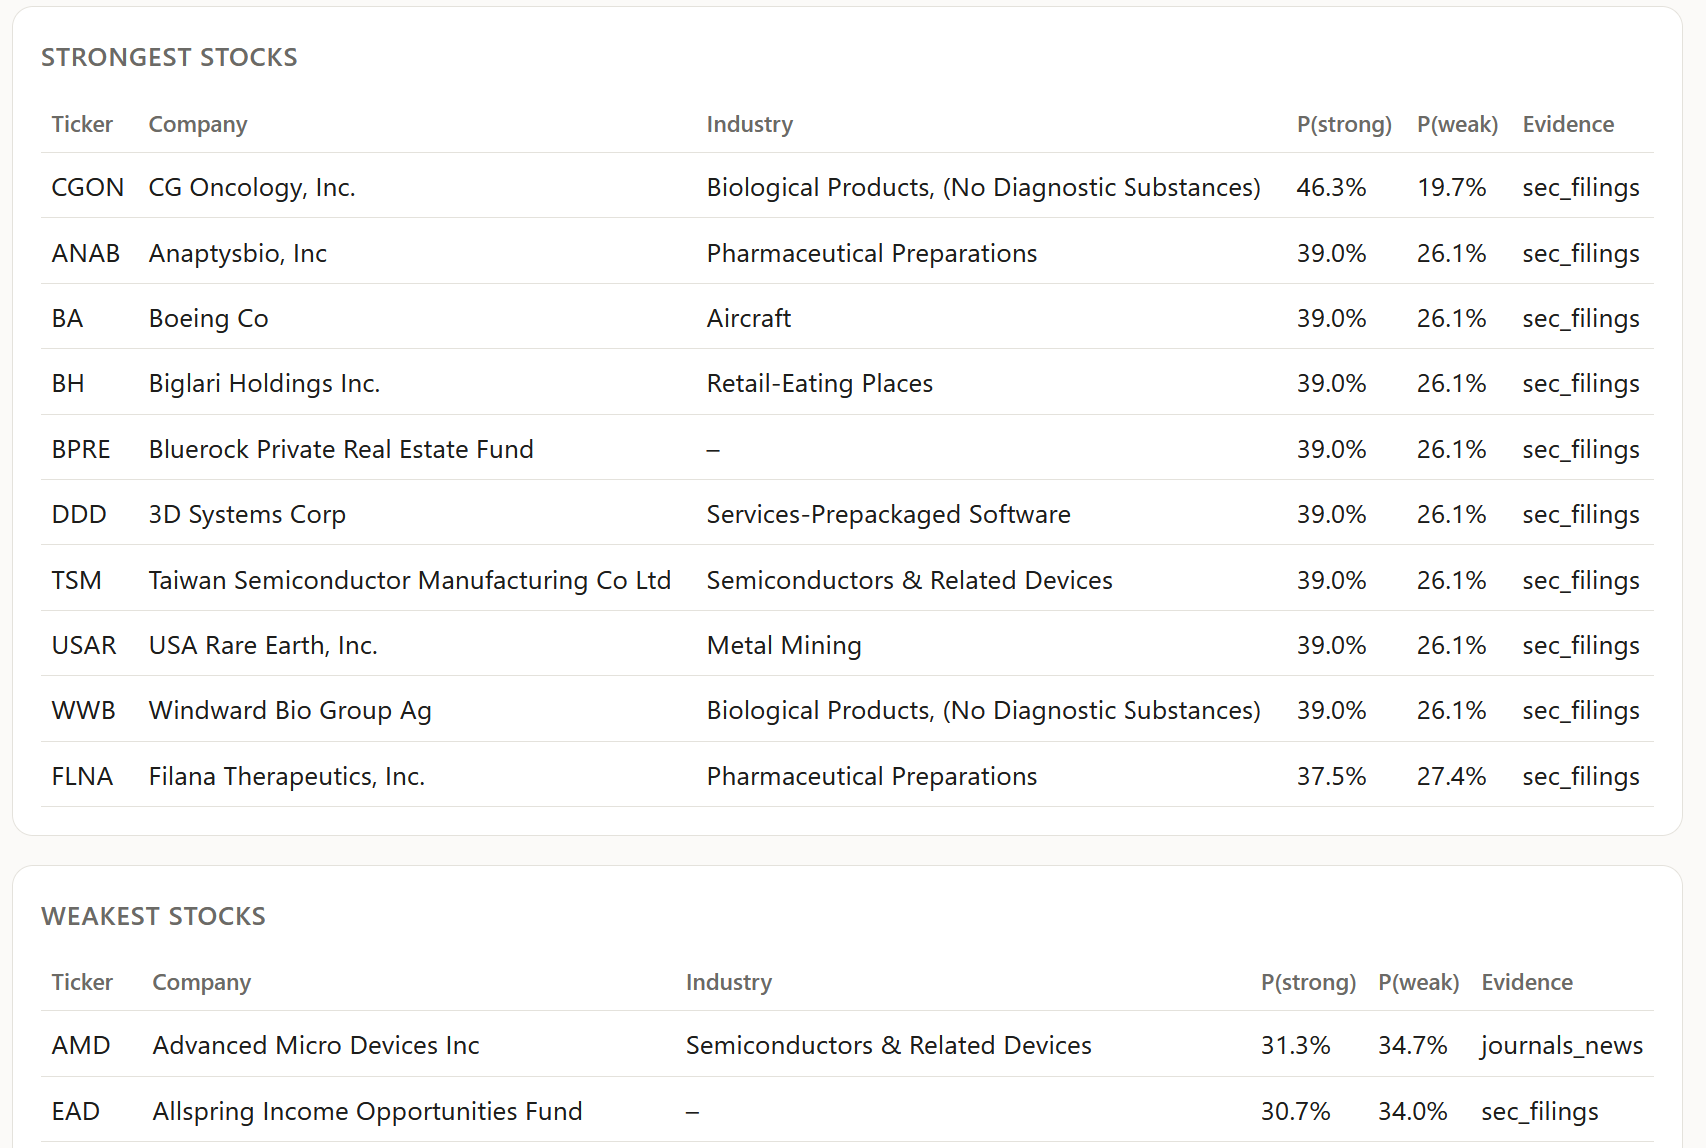 STRONGEST STOCKS
Ticker Company Industry P(strong) P(weak) Evidence
CGON CG Oncology, Inc. Biological Products, (No Diagnostic Substances) 46.3% 19.7% sec_filings
ANAB Anaptysbio, Inc Pharmaceutical Preparations 39.0% 26.1% sec_filings
BA Boeing Co Aircraft 39.0% 26.1% sec_filings
BH Biglari Holdings Inc. Retail-Eating Places 39.0% 26.1% sec_filings
BPRE Bluerock Private Real Estate Fund – 39.0% 26.1% sec_filings
DDD 3D Systems Corp Services-Prepackaged Software 39.0% 26.1% sec_filings
TSM Taiwan Semiconductor Manufacturing Co Ltd Semiconductors & Related Devices 39.0% 26.1% sec_filings
USAR USA Rare Earth, Inc. Metal Mining 39.0% 26.1% sec_filings
WWB Windward Bio Group Ag Biological Products, (No Diagnostic Substances) 39.0% 26.1% sec_filings
FLNA Filana Therapeutics, Inc. Pharmaceutical Preparations 37.5% 27.4% sec_filings
WEAKEST STOCKS
Ticker Company Industry P(strong) P(weak) Evidence
AMD Advanced Micro Devices Inc Semiconductors & Related Devices 31.3% 34.7% journals_news
EAD Allspring Income Opportunities Fund – 30.7% 34.0% sec_filings